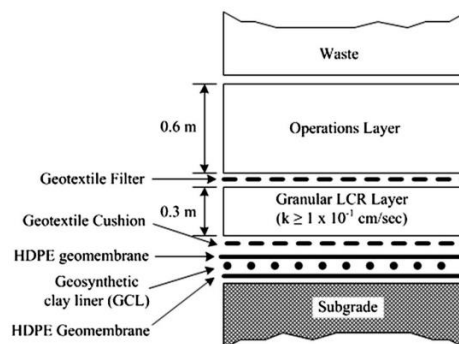 Waste
0.6 m
Operations Layer
Geotextile Filter
0.3 m
Granular LCR Layer
(k ≥ 1 x 10⁻¹ cm/sec)
Geotextile Cushion
HDPE geomembrane
Geosynthetic
clay liner (GCL)
HDPE Geomembrane
Subgrade